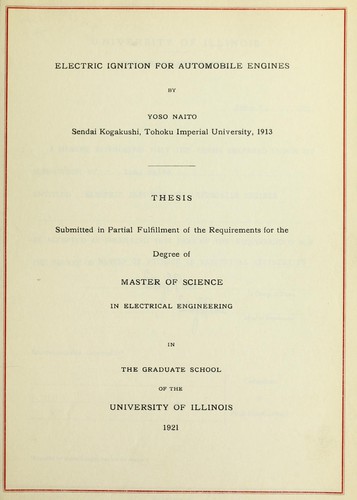 ELECTRIC IGNITION FOR AUTOMOBILE ENGINES
BY
YOSO NAITO
Sendai Kogakushi, Tohoku Imperial University, 1913
THESIS
Submitted in Partial Fulfillment of the Requirements for the
Degree of
MASTER OF SCIENCE
IN ELECTRICAL ENGINEERING
IN
THE GRADUATE SCHOOL
OF THE
UNIVERSITY OF ILLINOIS
1921